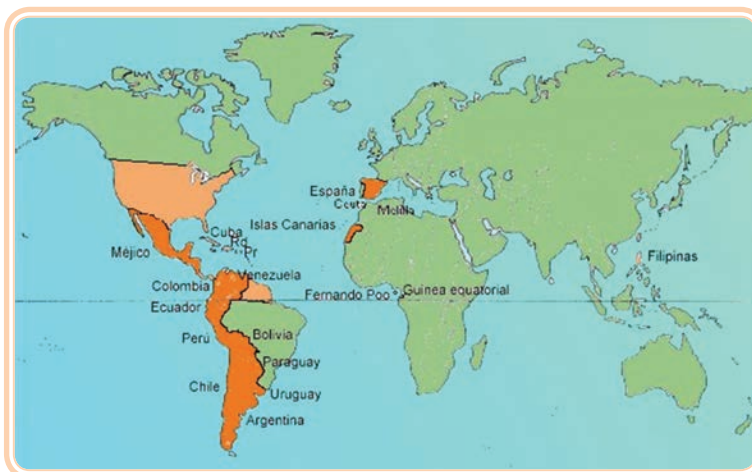 España
Ceuta
Melilla
Islas Canarias
Cuba
Rd
Pr
Méjico
Filipinas
Venezuela
Colombia
Guinea equatorial
Fernando Poo
Ecuador
Bolivia
Perú
Paraguay
Chile
Uruguay
Argentina